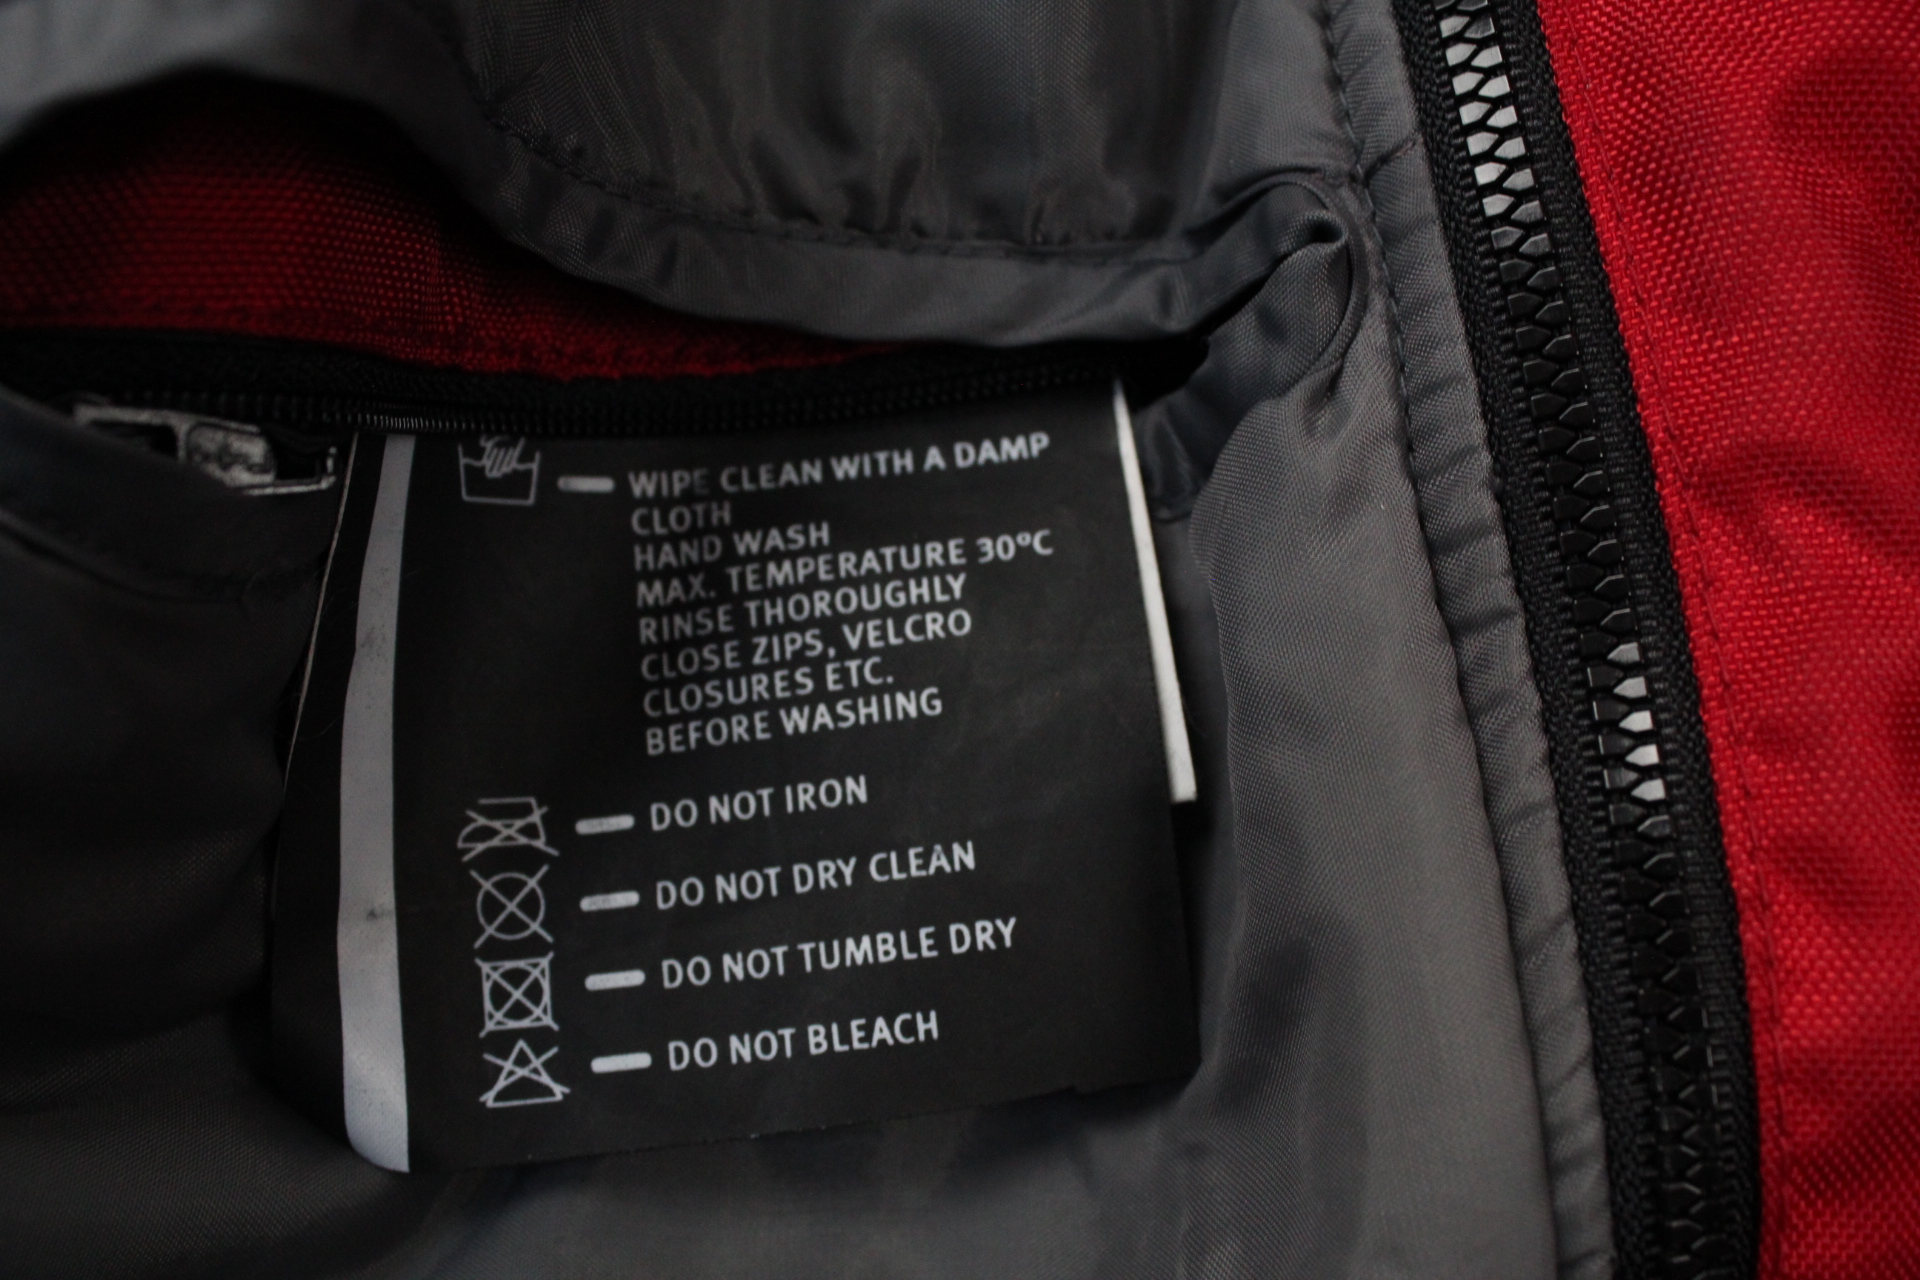 WIPE CLEAN WITH A DAMP
CLOTH
HAND WASH
MAX. TEMPERATURE 30°C
RINSE THOROUGHLY
CLOSE ZIPS, VELCRO
CLOSURES ETC.
BEFORE WASHING
DO NOT IRON
DO NOT DRY CLEAN
DO NOT TUMBLE DRY
DO NOT BLEACH